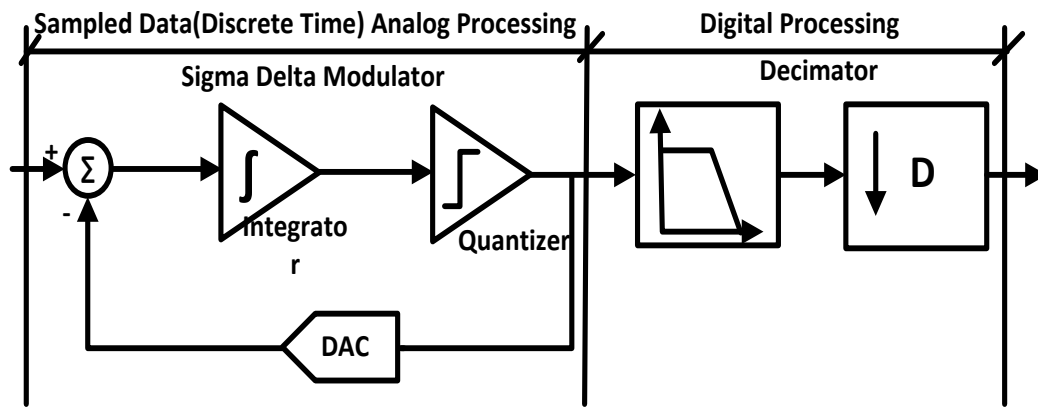 Sampled Data(Discrete Time) Analog Processing
Digital Processing
Sigma Delta Modulator
Decimator
+
Σ
-
∫
Integrato
r
Quantizer
D
DAC